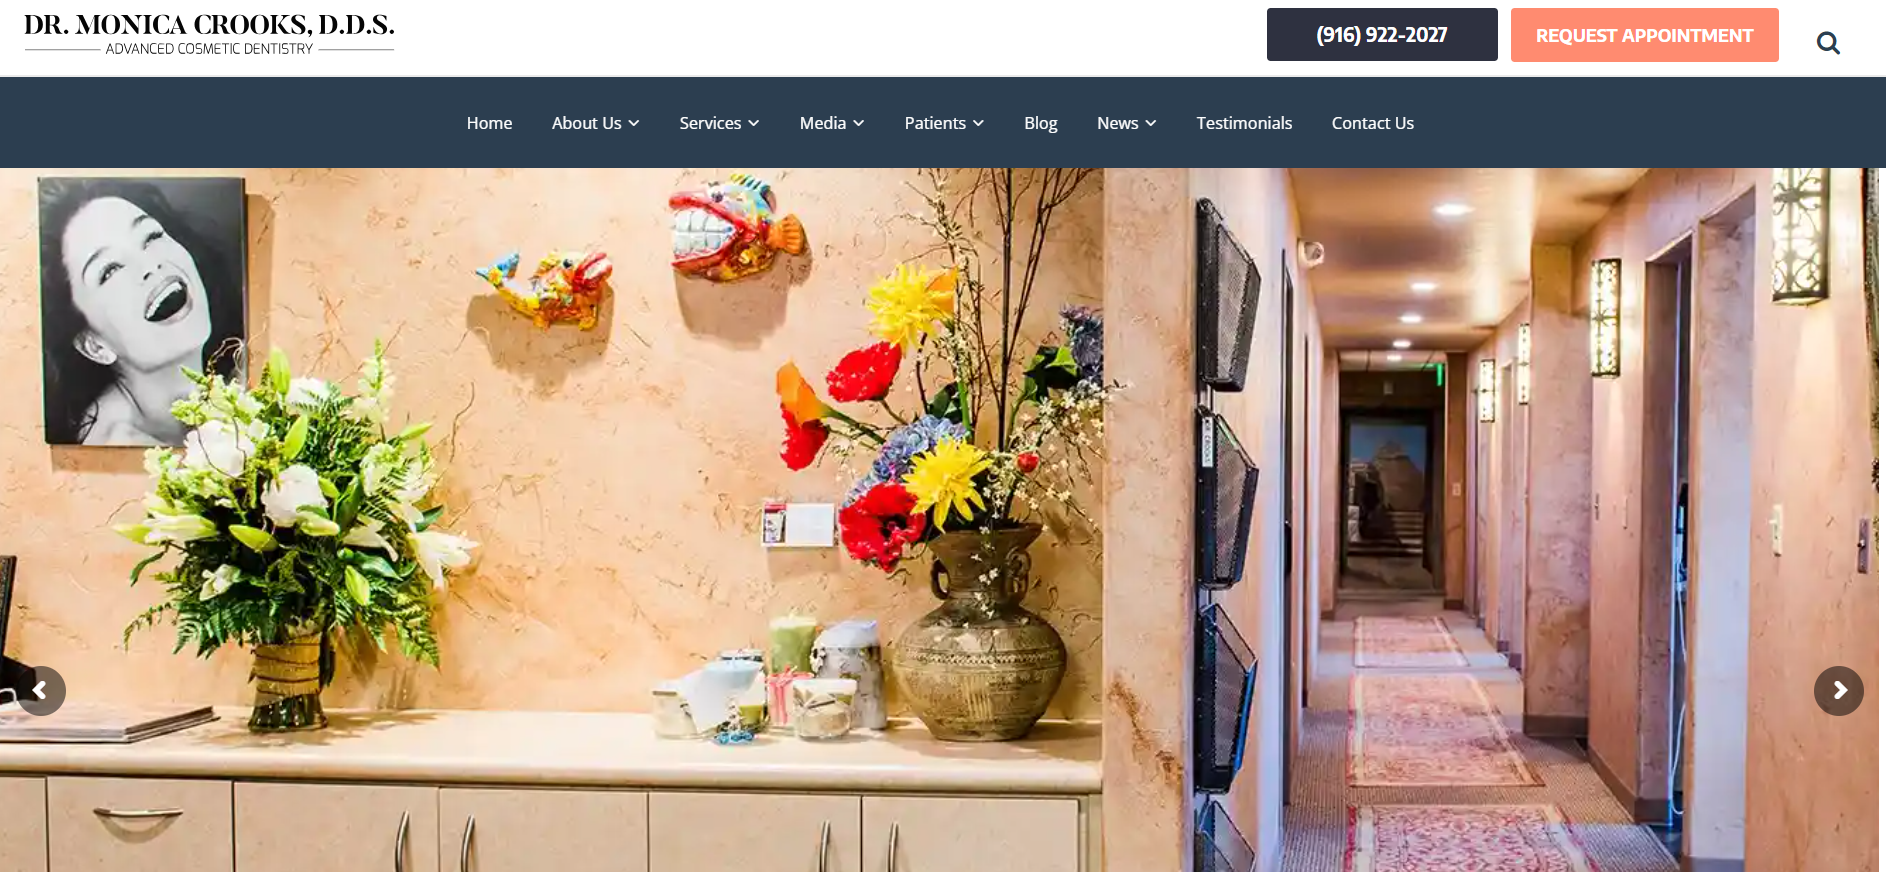 DR. MONICA CROOKS, D.D.S.
ADVANCED COSMETIC DENTISTRY
(916) 922-2027
REQUEST APPOINTMENT
Home
About Us
Services
Media
Patients
Blog
News
Testimonials
Contact Us